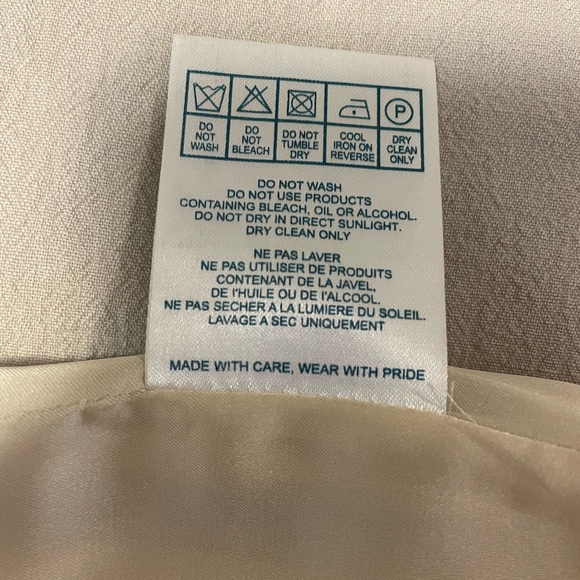 P
DO NOT WASH
DO NOT BLEACH
DO NOT TUMBLE DRY
COOL IRON ON REVERSE
DRY CLEAN ONLY
DO NOT WASH
DO NOT USE PRODUCTS
CONTAINING BLEACH, OIL OR ALCOHOL.
DO NOT DRY IN DIRECT SUNLIGHT.
DRY CLEAN ONLY
NE PAS LAVER
NE PAS UTILISER DE PRODUITS
CONTENANT DE LA JAVEL,
DE l'HUILE OU DE l'ALCOOL.
NE PAS SECHER A LA LUMIERE DU SOLEIL.
LAVAGE A SEC UNIQUEMENT
MADE WITH CARE, WEAR WITH PRIDE